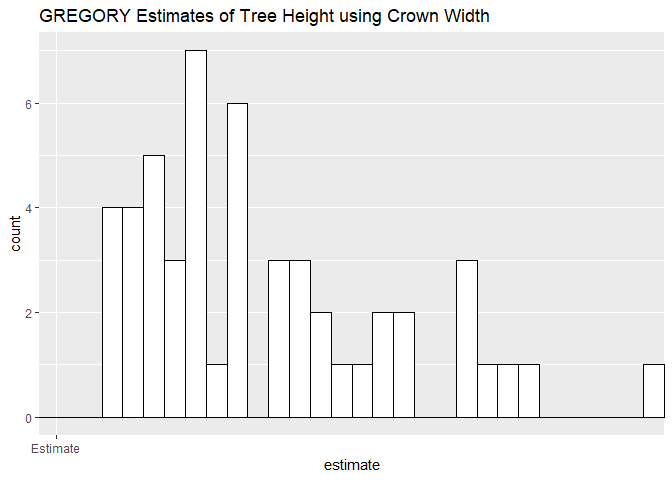 GREGORY Estimates of Tree Height using Crown Width
count
6
4
2
0
Estimate
estimate